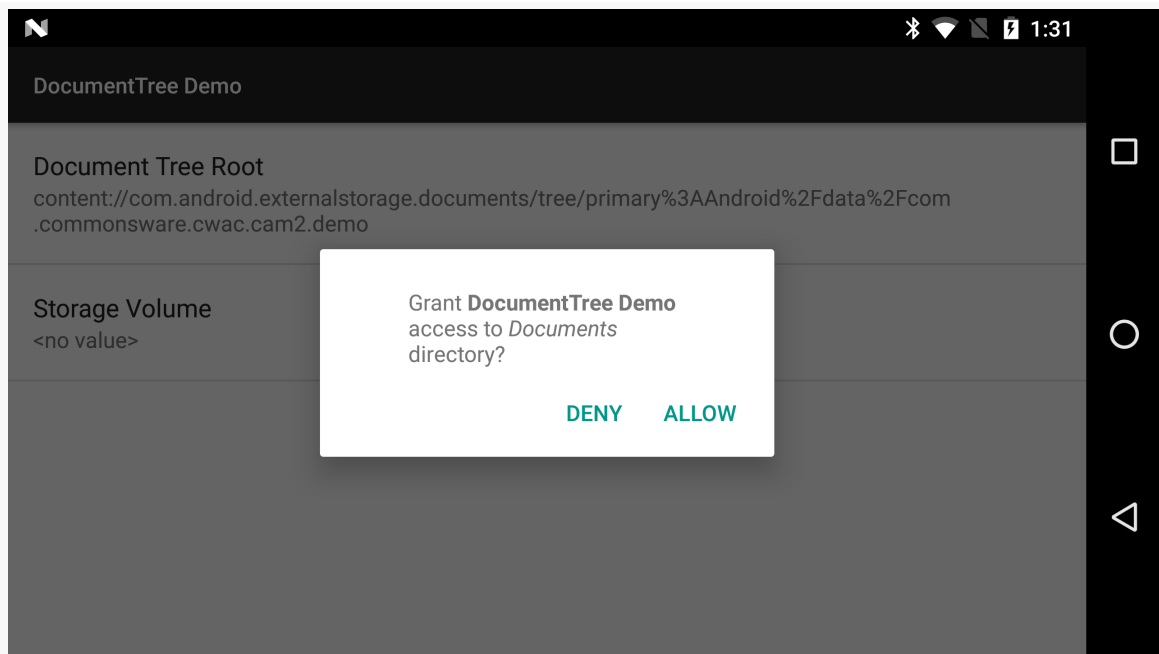 1:31
DocumentTree Demo
Document Tree Root
content://com.android.externalstorage.documents/tree/primary%3AAndroid%2Fdata%2Fcom
.commonsware.cwac.cam2.demo
Storage Volume
<no value>
Grant DocumentTree Demo
access to Documents
directory?
DENY ALLOW